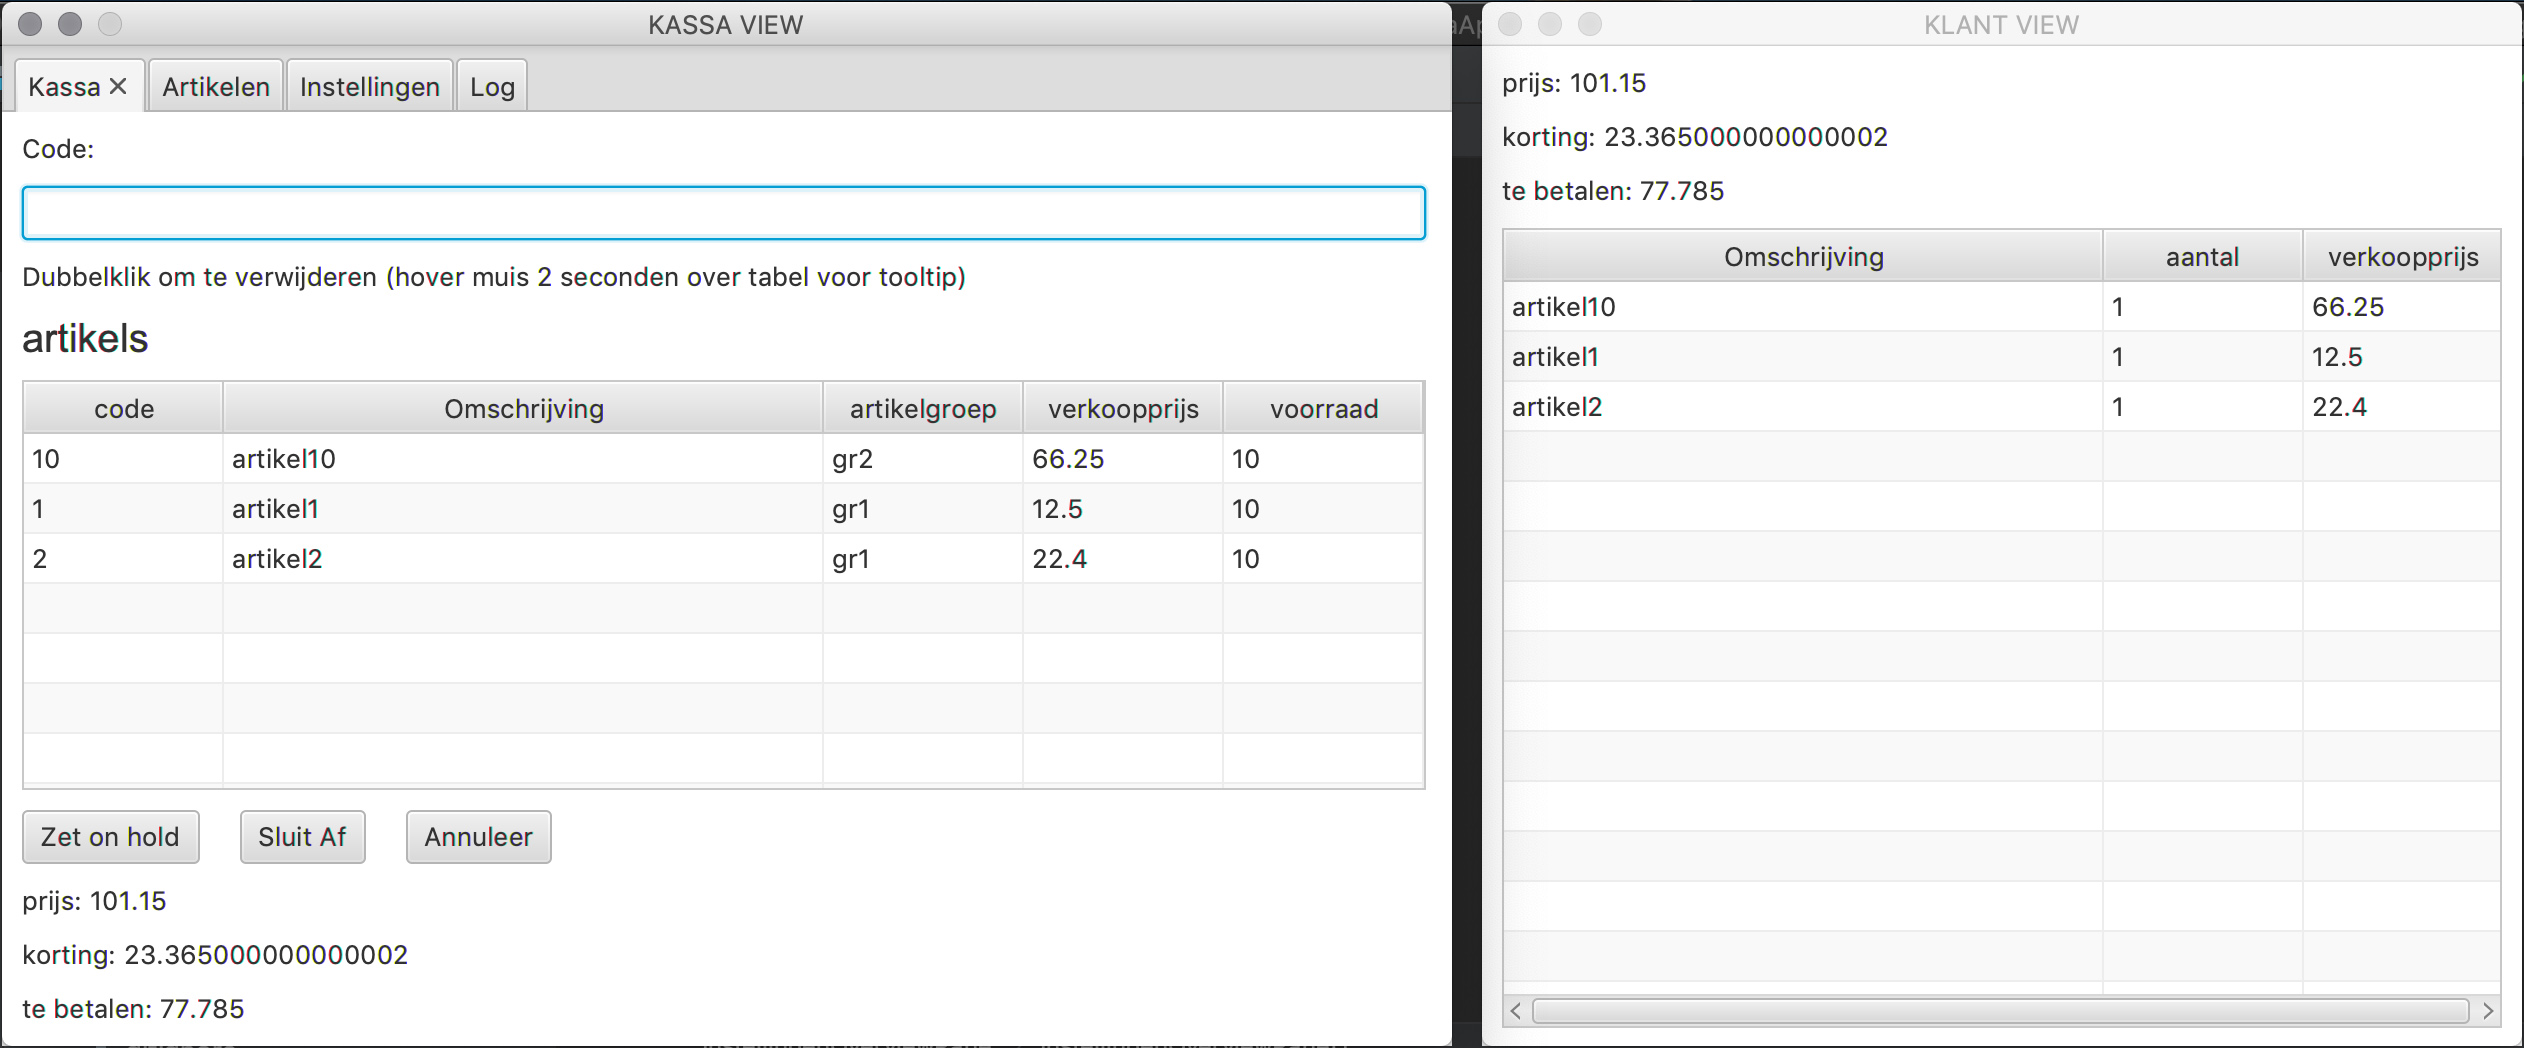 KASSA VIEW
Kassa Artikelen Instellingen Log
Code:
Dubbelklik om te verwijderen (hover muis 2 seconden over tabel voor tooltip)
artikels
code Omschrijving artikelgroep verkoopprijs voorraad
10 artikel10 gr2 66.25 10
1 artikel1 gr1 12.5 10
2 artikel2 gr1 22.4 10
Zet on hold Sluit Af Annuleer
prijs: 101.15
korting: 23.365000000000002
te betalen: 77.785
KLANT VIEW
prijs: 101.15
korting: 23.365000000000002
te betalen: 77.785
Omschrijving aantal verkoopprijs
artikel10 1 66.25
artikel1 1 12.5
artikel2 1 22.4